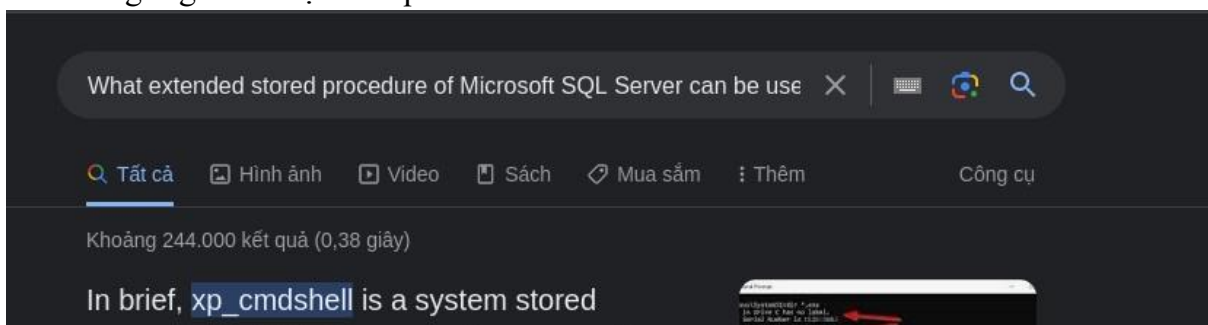 What extended stored procedure of Microsoft SQL Server can be use
Tất cả Hình ảnh Video Sách Mua sắm Thêm Công cụ
Khoảng 244.000 kết quả (0,38 giây)
In brief, xp_cmdshell is a system stored